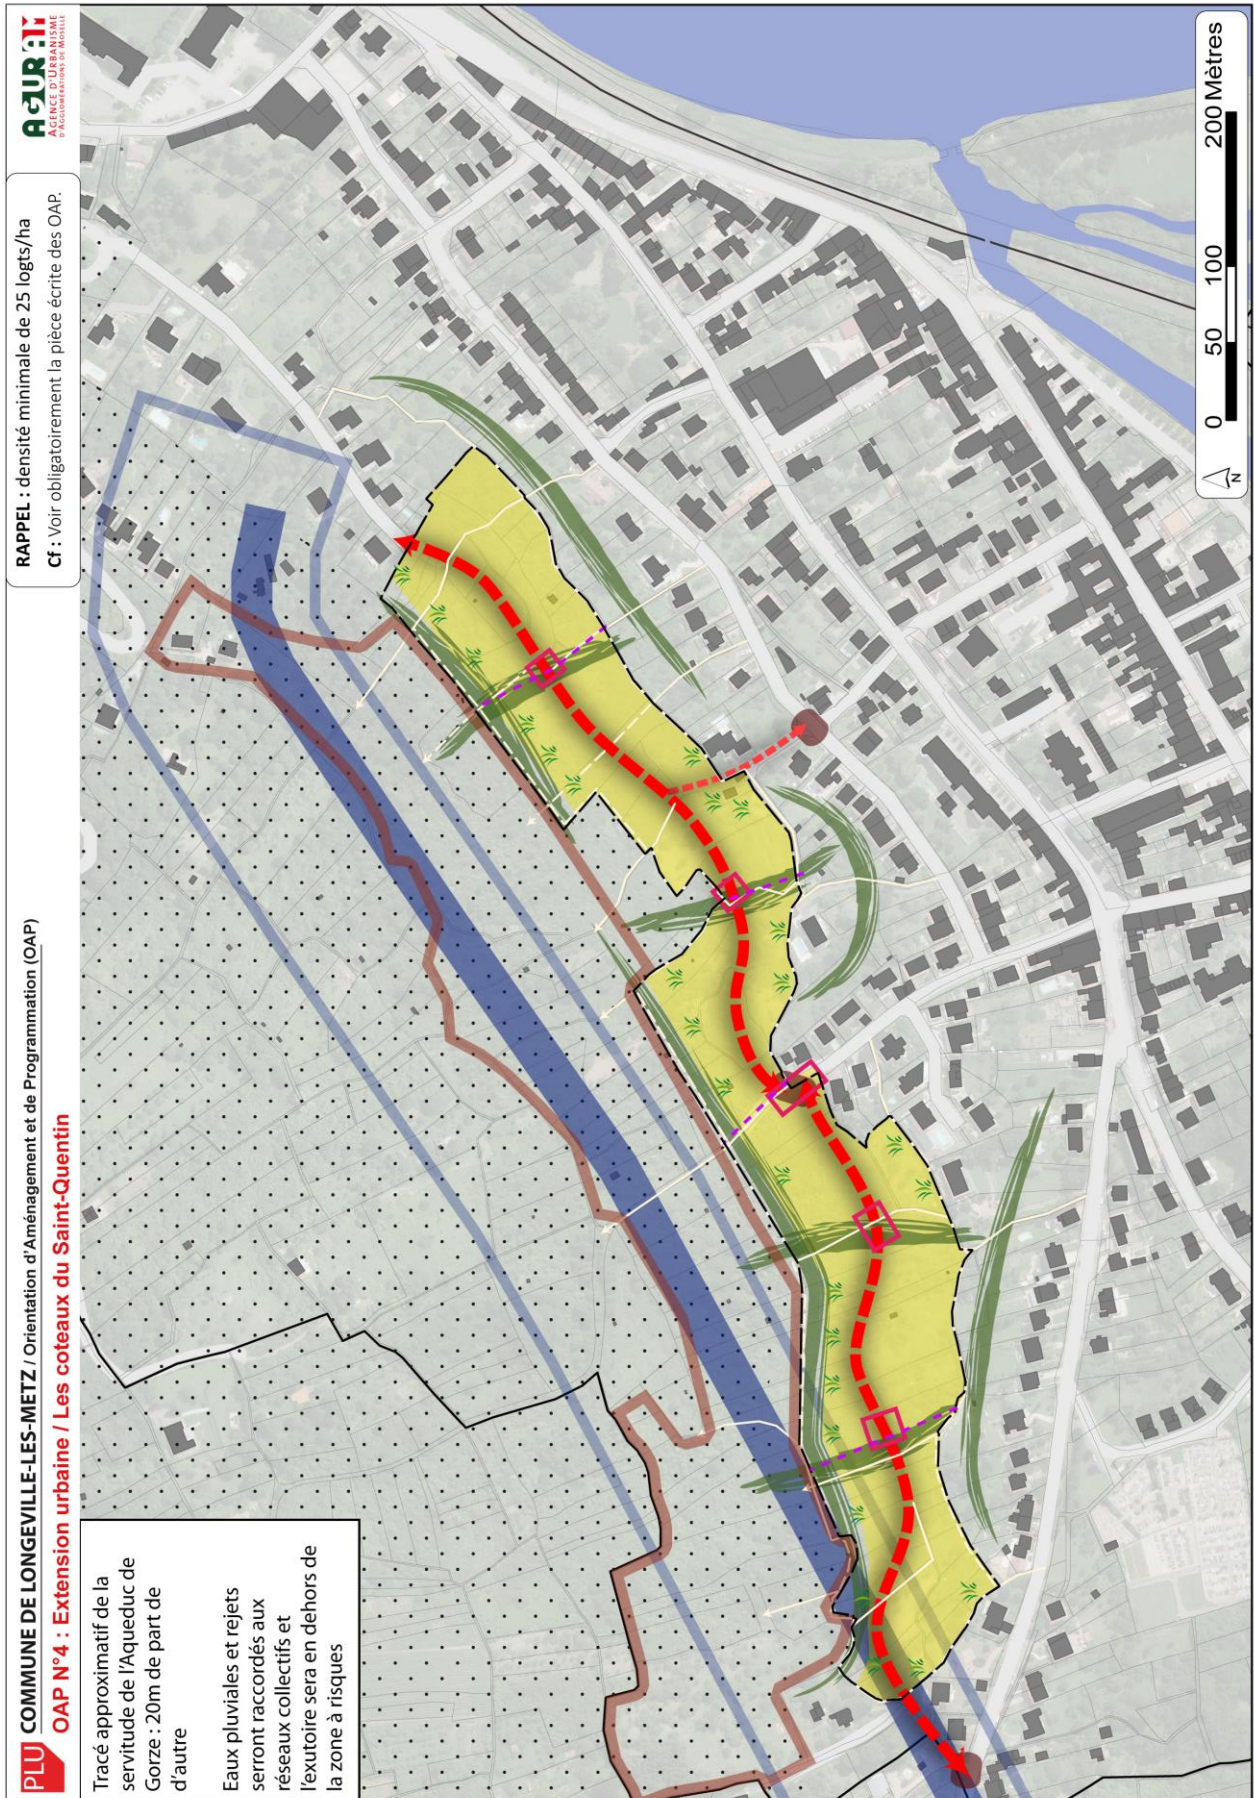 PLU COMMUNE DE LONGEVILLE-LES-METZ / Orientation d'Aménagement et de Programmation (OAP)
OAP N°4 : Extension urbaine / Les coteaux du Saint-Quentin
RAPPEL : densité minimale de 25 logts/ha
Cf : Voir obligatoirement la pièce écrite des OAP.
AGURAM
AGENCE D'URBANISME
D'AGGLOMÉRATIONS DE MOSELLE
Tracé approximatif de la
servitude de l'Aqueduc de
Gorze : 20m de part de
d'autre
Eaux pluviales et rejets
seront raccordés aux
réseaux collectifs et
l'exutoire sera en dehors de
la zone à risques
N
0 50 100 200 Mètres